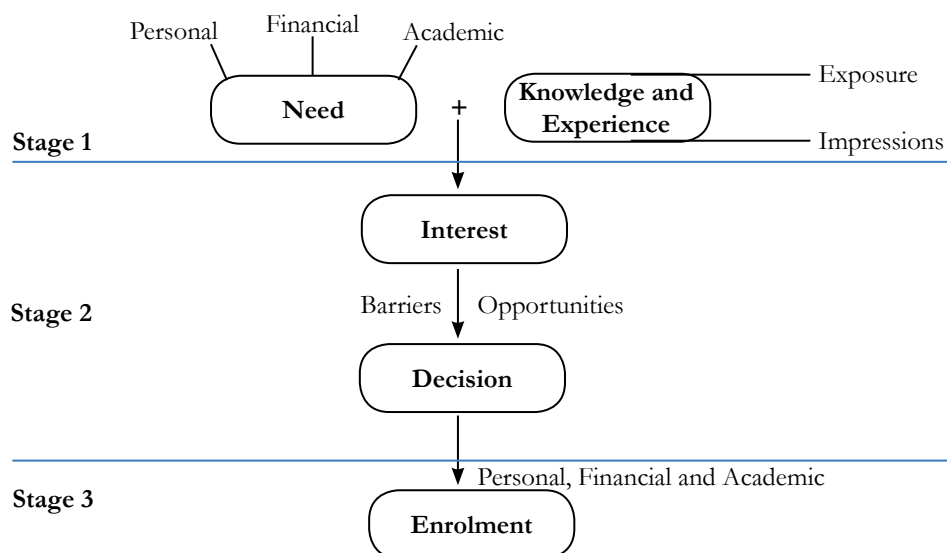 Personal
Financial
Academic
Need
+
Knowledge and
Experience
Exposure
Impressions
Stage 1
Interest
Stage 2
Barriers
Opportunities
Decision
Personal, Financial and Academic
Stage 3
Enrolment